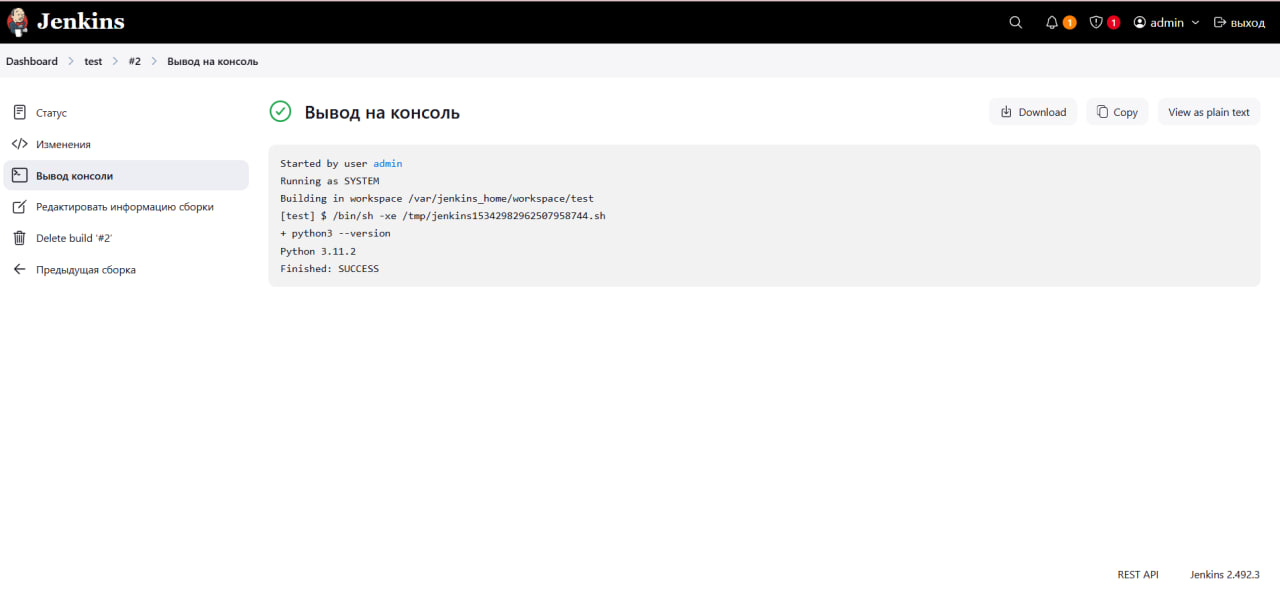 Jenkins
1
1
admin
выход
Dashboard > test > #2 > Вывод на консоль
Статус
Изменения
Вывод консоли
Редактировать информацию сборки
Delete build '#2'
Предыдущая сборка
Вывод на консоль
Download
Copy
View as plain text
Started by user admin
Running as SYSTEM
Building in workspace /var/jenkins_home/workspace/test
[test] $ /bin/sh -xe /tmp/jenkins15342982962507958744.sh
+ python3 --version
Python 3.11.2
Finished: SUCCESS
REST API
Jenkins 2.492.3